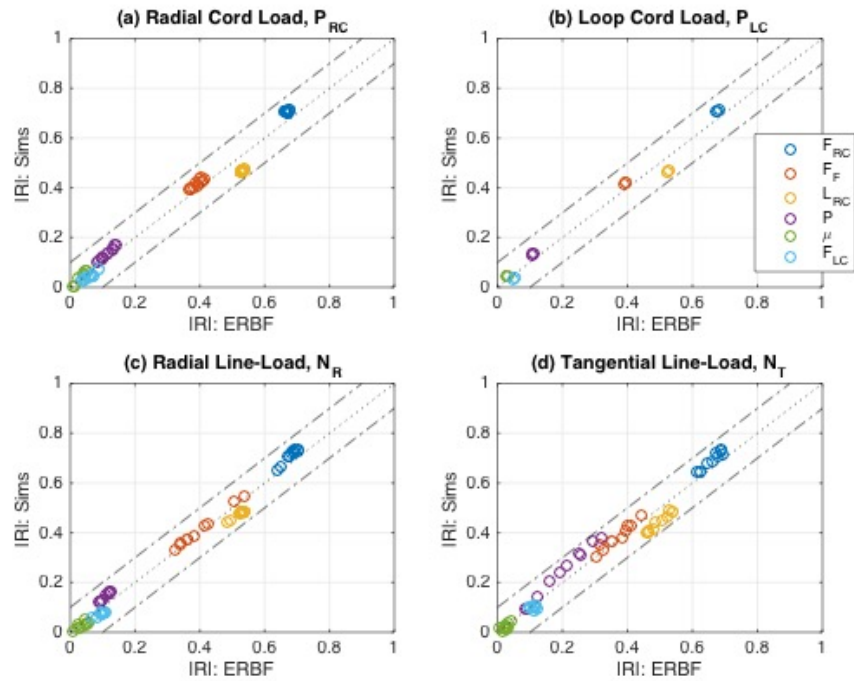 (a) Radial Cord Load, P_RC
IRI: Sims
1
0.8
0.6
0.4
0.2
0
0 0.2 0.4 0.6 0.8 1
IRI: ERBF
(b) Loop Cord Load, P_LC
IRI: Sims
1
0.8
0.6
0.4
0.2
0
0 0.2 0.4 0.6 0.8 1
IRI: ERBF
F_RC
F_F
L_RC
P
μ
F_LC
(c) Radial Line-Load, N_R
IRI: Sims
1
0.8
0.6
0.4
0.2
0
0 0.2 0.4 0.6 0.8 1
IRI: ERBF
(d) Tangential Line-Load, N_T
IRI: Sims
1
0.8
0.6
0.4
0.2
0
0 0.2 0.4 0.6 0.8 1
IRI: ERBF